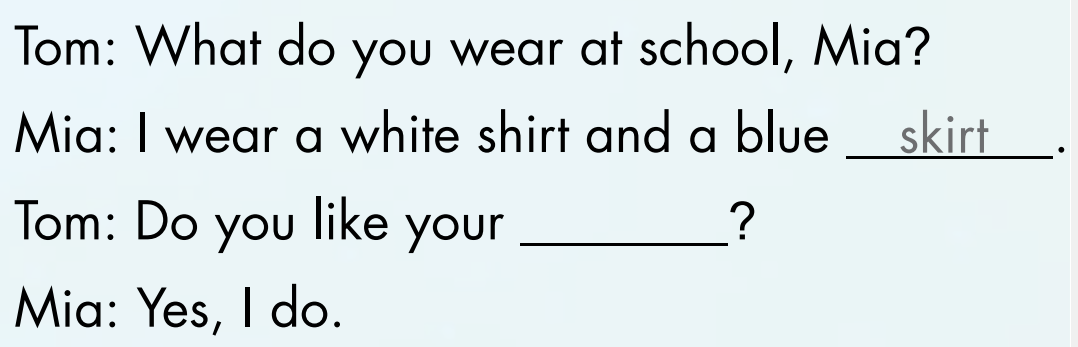 Tom: What do you wear at school, Mia?
Mia: I wear a white shirt and a blue skirt.
Tom: Do you like your ________?
Mia: Yes, I do.